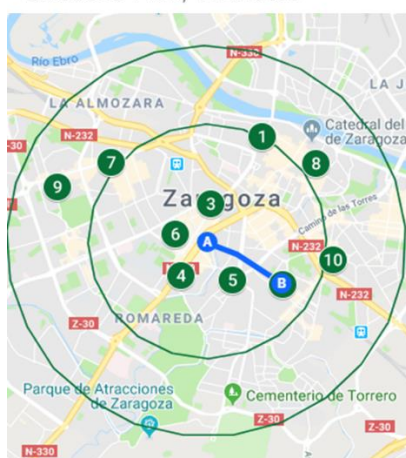 N-330
Río Ebro
LA J
LA ALMOZARA
1
N-232
Catedral del
de Zaragoza
-30
7
8
9
Zaragoza
3
Camino de las Torres
6
A
N-232
10
4
5
B
N-232
Z-30
ROMAREDA
Parque de Atracciones
de Zaragoza
Cementerio de Torrero
Z-30
N-330